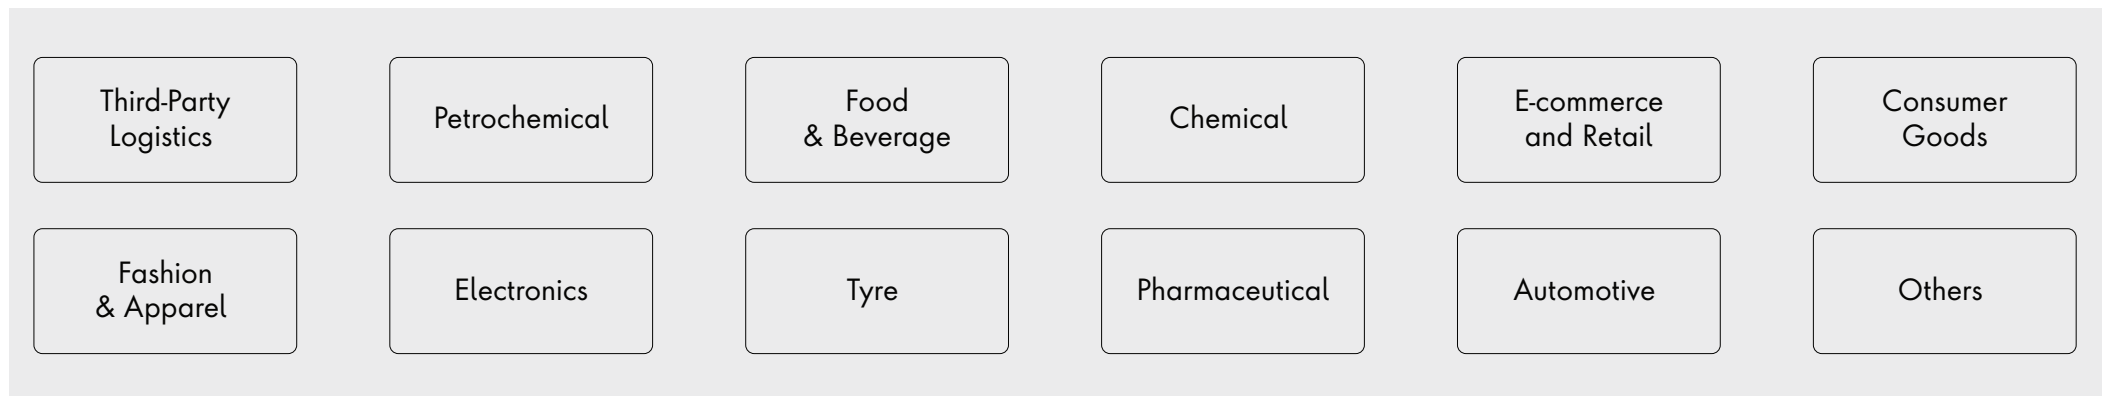 Third-Party
Logistics
Petrochemical
Food
& Beverage
Chemical
E-commerce
and Retail
Consumer
Goods
Fashion
& Apparel
Electronics
Tyre
Pharmaceutical
Automotive
Others